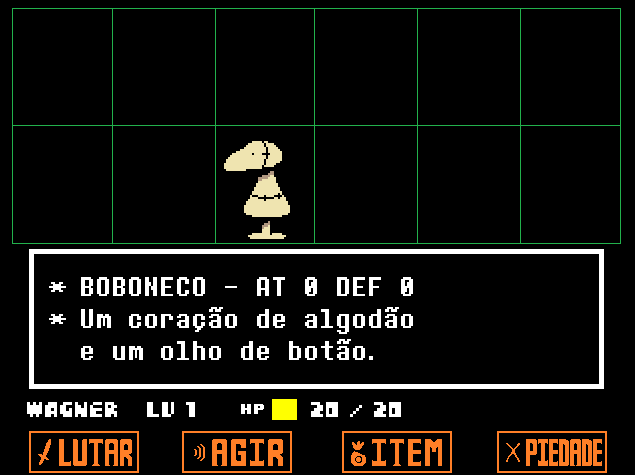 * BOBONECO - AT 0 DEF 0
* Um coração de algodão
e um olho de botão.
WAGNER LV 1 HP 20 / 20
LUTAR AGIR ITEM PIEDADE